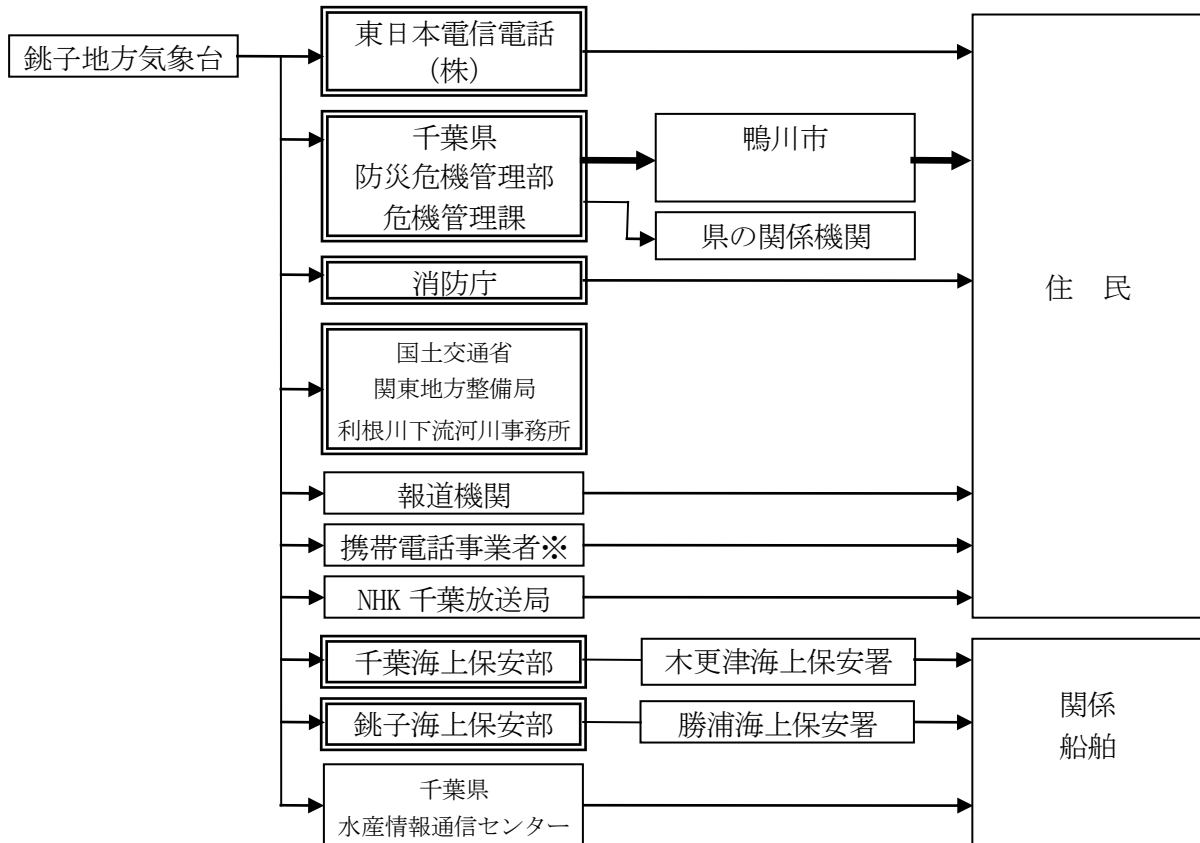 銚子地方気象台
東日本電信電話
（株）
千葉県
防災危機管理部
危機管理課
鴨川市
県の関係機関
消防庁
住　民
国土交通省
関東地方整備局
利根川下流河川事務所
報道機関
携帯電話事業者※
NHK 千葉放送局
千葉海上保安部
木更津海上保安署
銚子海上保安部
勝浦海上保安署
関係
船舶
千葉県
水産情報通信センター